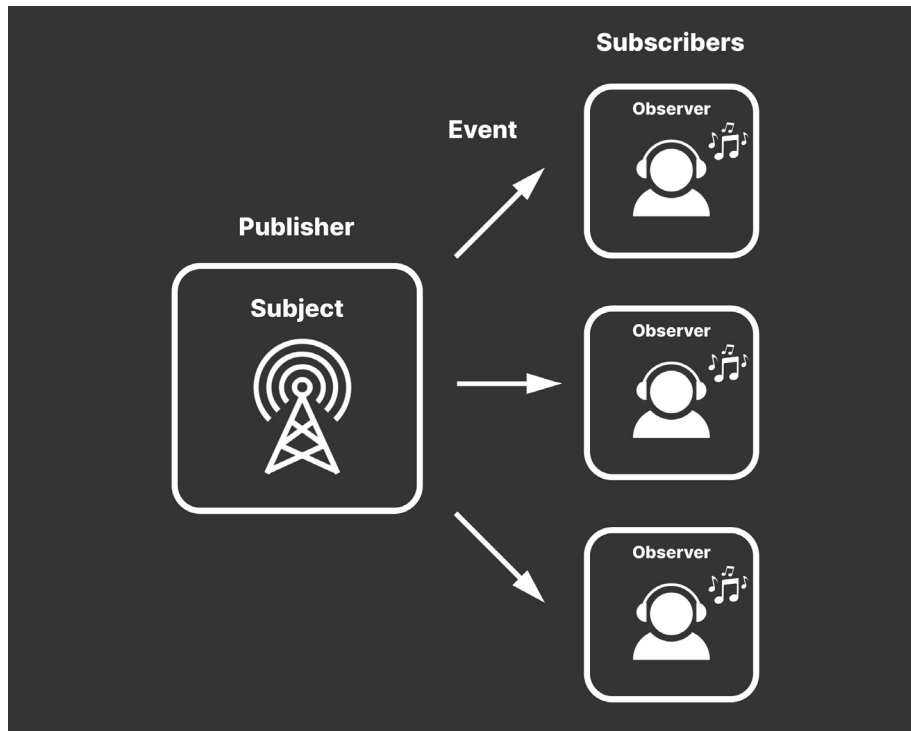 Subscribers
Observer
Event
Publisher
Subject
Observer
Observer